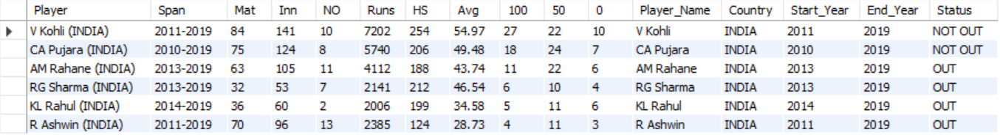 Player Span Mat Inn NO Runs HS Avg 100 50 0 Player_Name Country Start_Year End_Year Status
V Kohli (INDIA) 2011-2019 84 141 10 7202 254 54.97 27 22 10 V Kohli INDIA 2011 2019 NOT OUT
CA Pujara (INDIA) 2010-2019 75 124 8 5740 206 49.48 18 24 7 CA Pujara INDIA 2010 2019 NOT OUT
AM Rahane (INDIA) 2013-2019 63 105 11 4112 188 43.74 11 22 6 AM Rahane INDIA 2013 2019 OUT
RG Sharma (INDIA) 2013-2019 32 53 7 2141 212 46.54 6 10 4 RG Sharma INDIA 2013 2019 OUT
KL Rahul (INDIA) 2014-2019 36 60 2 2006 199 34.58 5 11 6 KL Rahul INDIA 2014 2019 OUT
R Ashwin (INDIA) 2011-2019 70 96 13 2385 124 28.73 4 11 3 R Ashwin INDIA 2011 2019 OUT